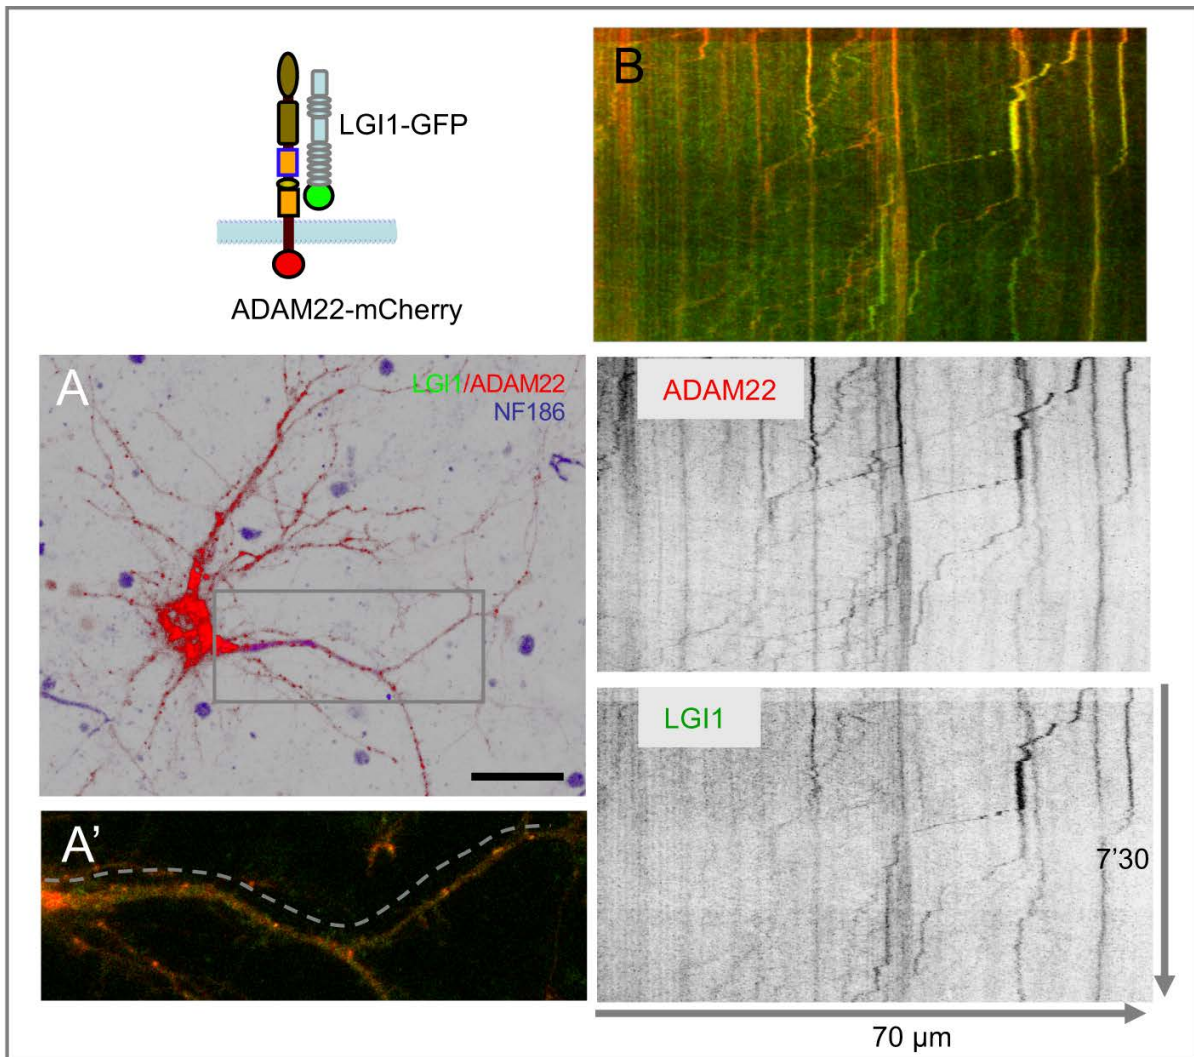 LGI1-GFP
ADAM22-mCherry
A
LGI1/ADAM22
NF186
A’
B
ADAM22
LGI1
7’30
70 µm